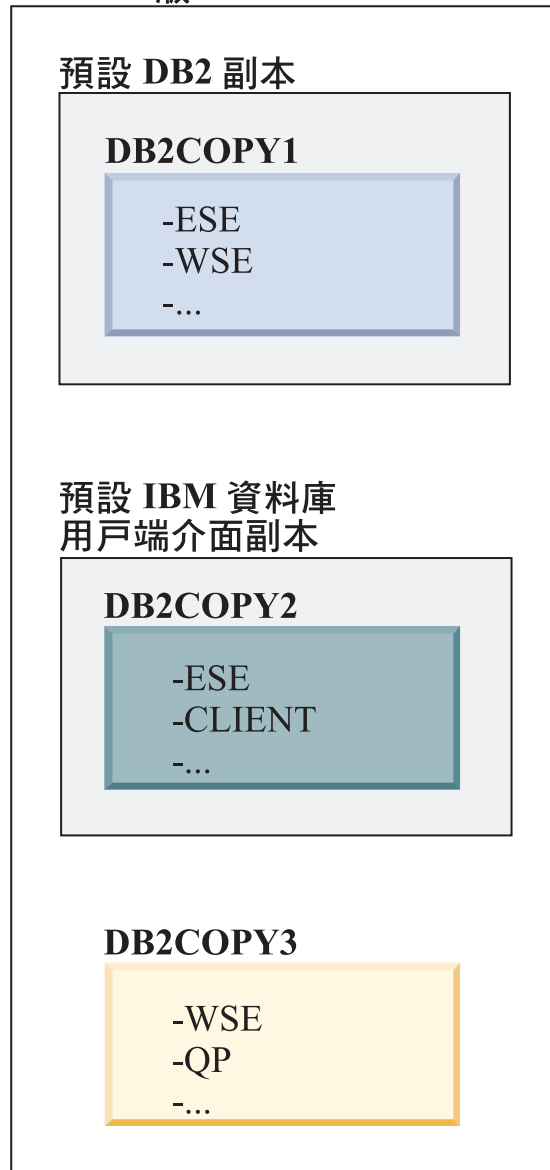 版
預設 DB2 副本
DB2COPY1
-ESE
-WSE
-...
預設 IBM 資料庫
用戶端介面副本
DB2COPY2
-ESE
-CLIENT
-...
DB2COPY3
-WSE
-QP
-...